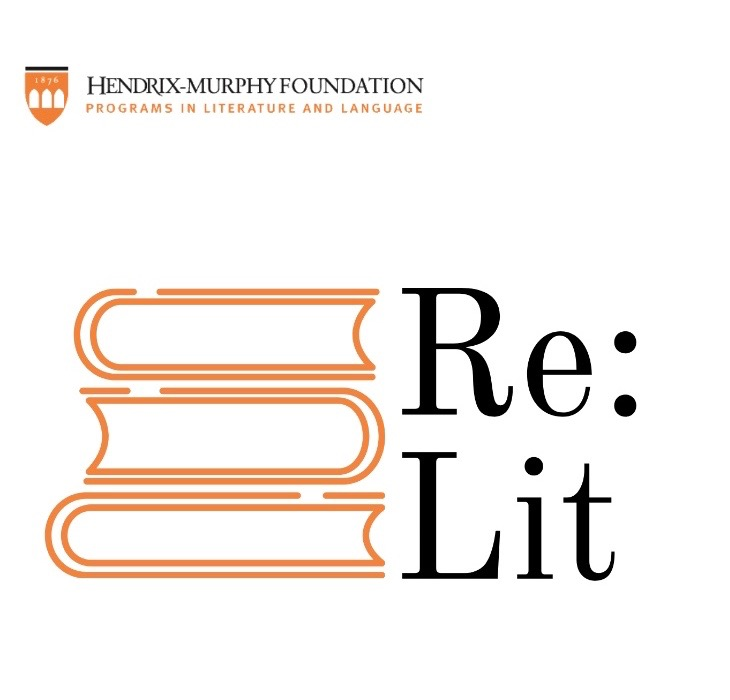 1876
HENDRIX-MURPHY FOUNDATION
PROGRAMS IN LITERATURE AND LANGUAGE
Re:
Lit